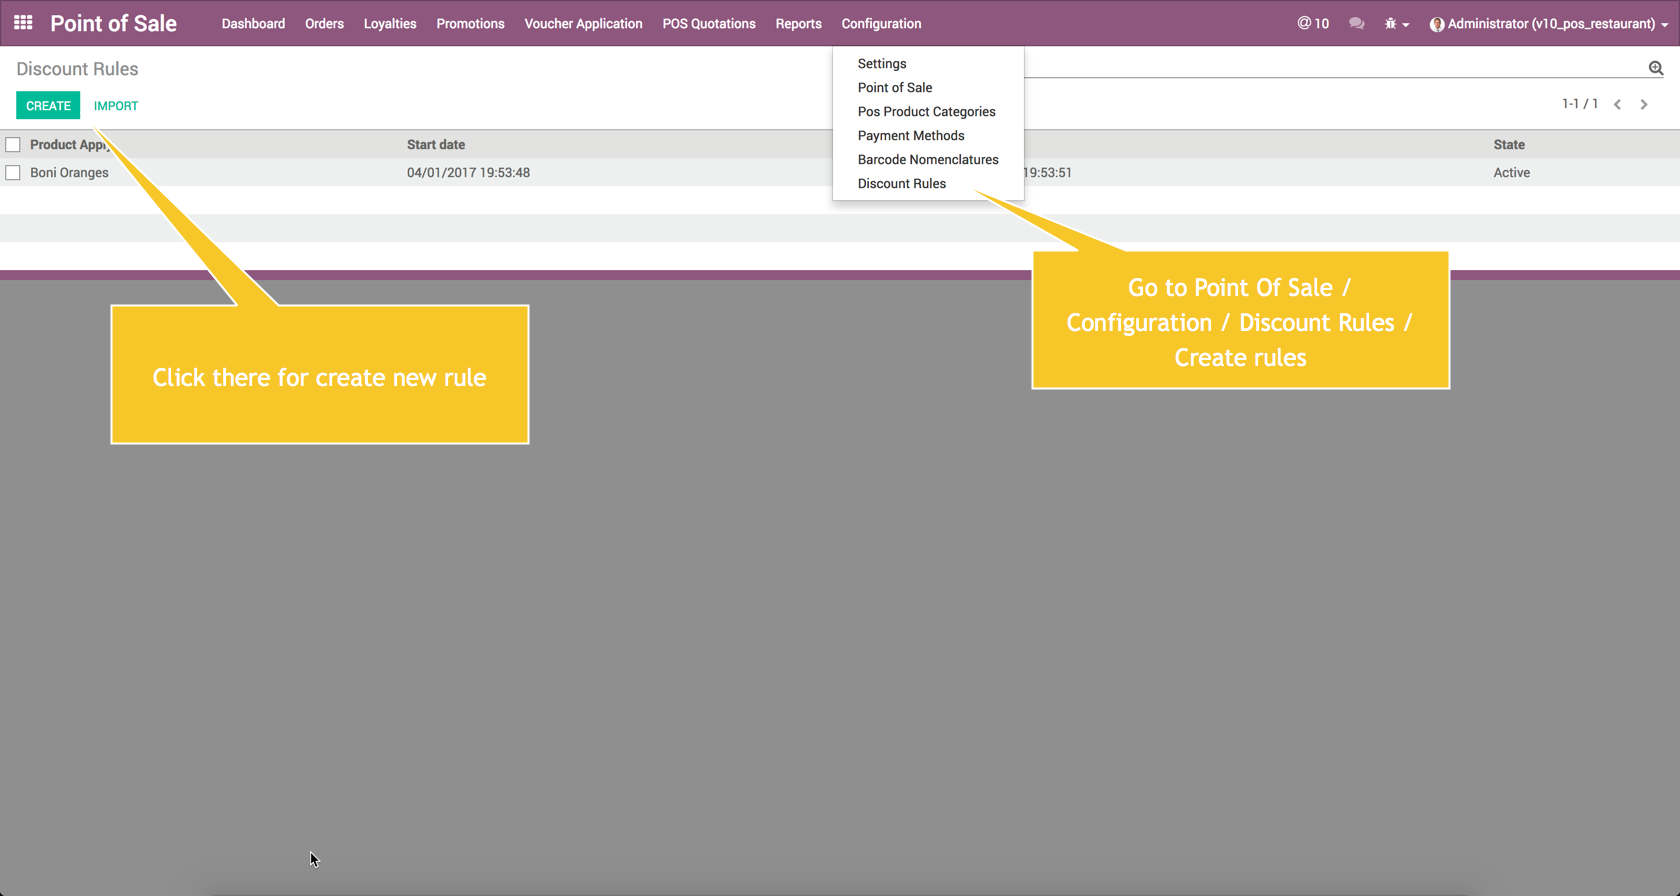 Point of Sale Dashboard Orders Loyalties Promotions Voucher Application POS Quotations Reports Configuration @ 10 Administrator (v10_pos_restaurant)
Discount Rules
CREATE IMPORT
1-1 / 1
Settings
Point of Sale
Pos Product Categories
Payment Methods
Barcode Nomenclatures
Discount Rules
Product Apply Start date State
Boni Oranges 04/01/2017 19:53:48 19:53:51 Active
Go to Point Of Sale /
Configuration / Discount Rules /
Create rules
Click there for create new rule